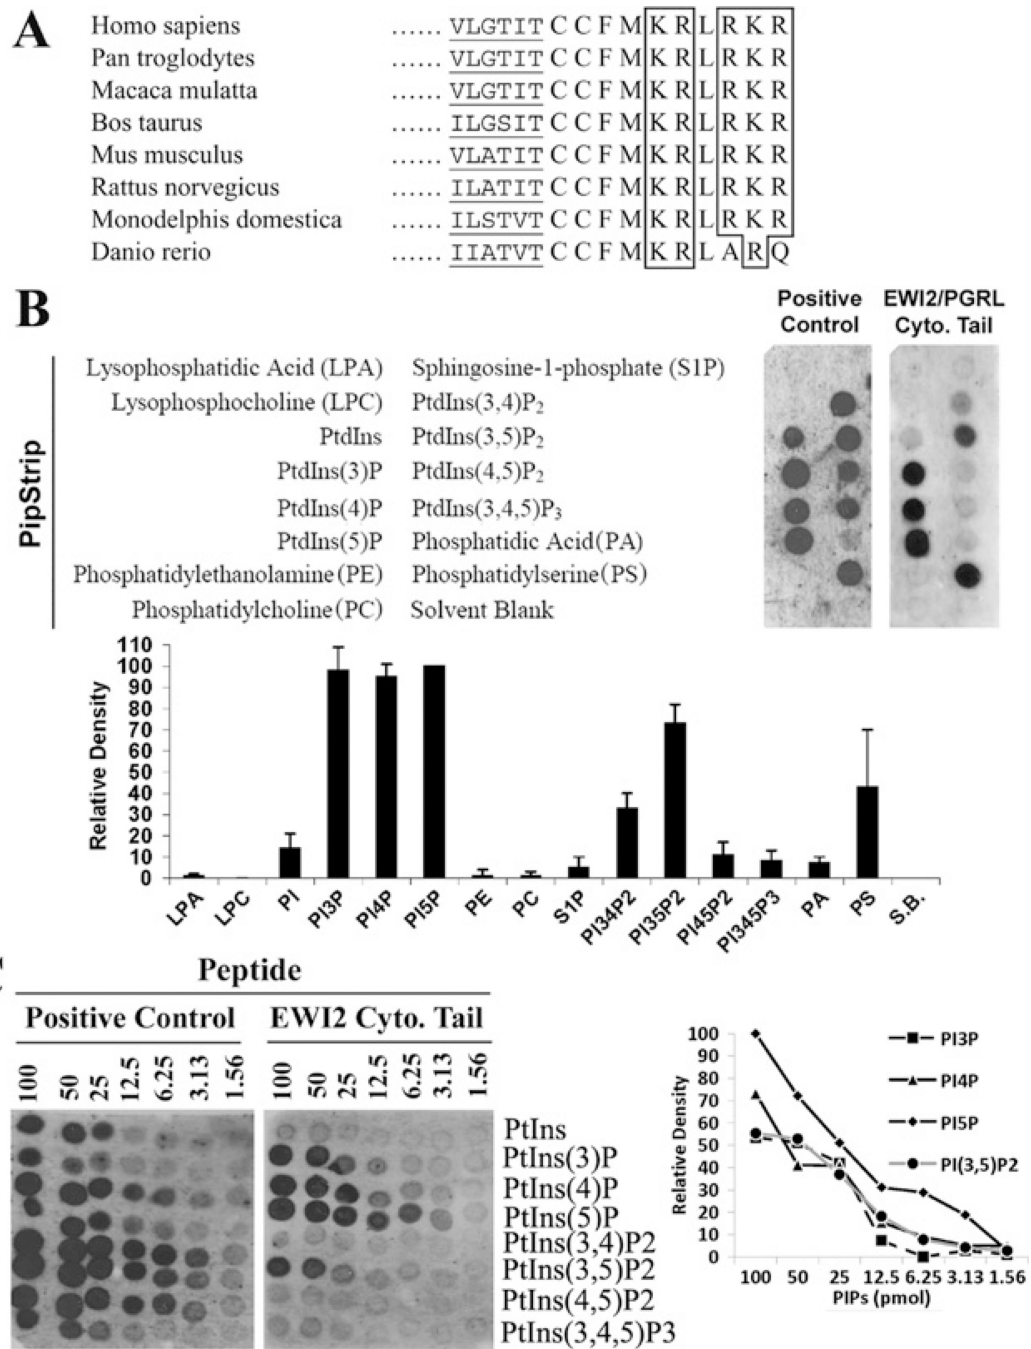 A
Homo sapiens ...... VLGTIT C C F M K R L R K R
Pan troglodytes ...... VLGTIT C C F M K R L R K R
Macaca mulatta ...... VLGTIT C C F M K R L R K R
Bos taurus ...... ILGSIT C C F M K R L R K R
Mus musculus ...... VLATIT C C F M K R L R K R
Rattus norvegicus ...... ILATIT C C F M K R L R K R
Monodelphis domestica ...... ILSTVT C C F M K R L R K R
Danio rerio ...... IIATVT C C F M K R L A R Q
B
Positive Control
EWI2/PGRL Cyto. Tail
PipStrip
Lysophosphatidic Acid (LPA) Sphingosine-1-phosphate (S1P)
Lysophosphocholine (LPC) PtdIns(3,4)P2
PtdIns PtdIns(3,5)P2
PtdIns(3)P PtdIns(4,5)P2
PtdIns(4)P PtdIns(3,4,5)P3
PtdIns(5)P Phosphatidic Acid(PA)
Phosphatidylethanolamine (PE) Phosphatidylserine(PS)
Phosphatidylcholine (PC) Solvent Blank
Relative Density
110
100
90
80
70
60
50
40
30
20
10
0
LPA LPC PI PI3P PI4P PI5P PE PC S1P PI34P2 PI35P2 PI45P2 PI345P3 PA PS S.B.
Peptide
Positive Control EWI2 Cyto. Tail
100 50 25 12.5 6.25 3.13 1.56 100 50 25 12.5 6.25 3.13 1.56
PtIns
PtIns(3)P
PtIns(4)P
PtIns(5)P
PtIns(3,4)P2
PtIns(3,5)P2
PtIns(4,5)P2
PtIns(3,4,5)P3
Relative Density
100
90
80
70
60
50
40
30
20
10
0
100 50 25 12.5 6.25 3.13 1.56
PIPs (pmol)
PI3P
PI4P
PI5P
PI(3,5)P2